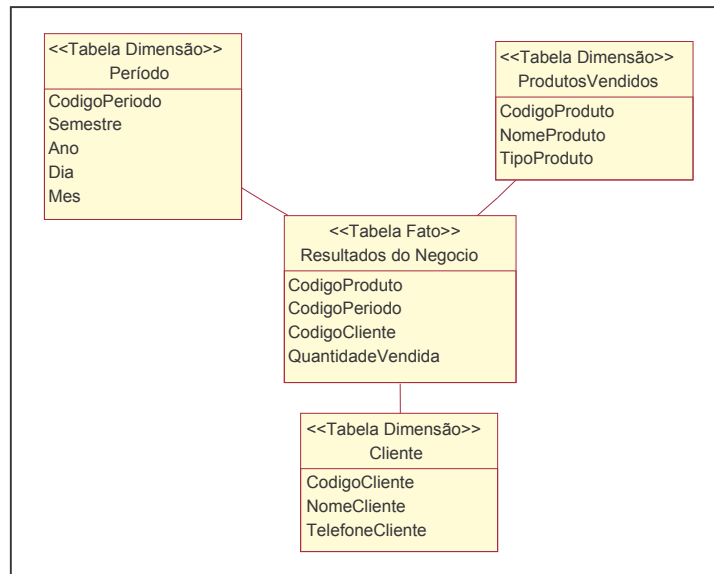 <<Tabela Dimensão>>
Período
CodigoPeriodo
Semestre
Ano
Dia
Mes
<<Tabela Dimensão>>
ProdutosVendidos
CodigoProduto
NomeProduto
TipoProduto
<<Tabela Fato>>
Resultados do Negocio
CodigoProduto
CodigoPeriodo
CodigoCliente
QuantidadeVendida
<<Tabela Dimensão>>
Cliente
CodigoCliente
NomeCliente
TelefoneCliente